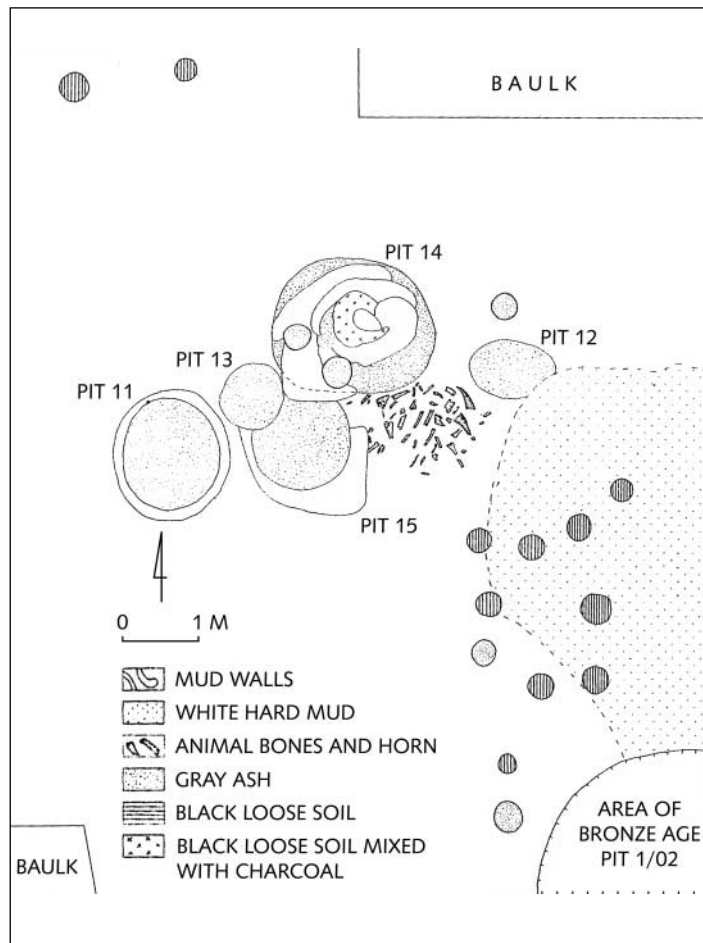 BAULK
PIT 14
PIT 12
PIT 13
PIT 11
PIT 15
0 1 M
MUD WALLS
WHITE HARD MUD
ANIMAL BONES AND HORN
GRAY ASH
BLACK LOOSE SOIL
BLACK LOOSE SOIL MIXED
WITH CHARCOAL
AREA OF
BRONZE AGE
PIT 1/02
BAULK